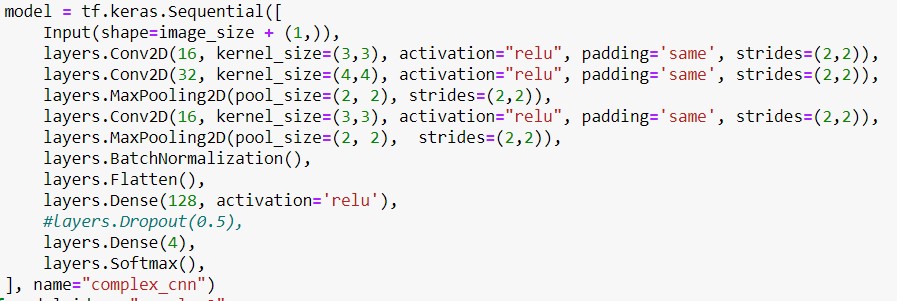 model = tf.keras.Sequential([
    Input(shape=image_size + (1,)),
    layers.Conv2D(16, kernel_size=(3,3), activation="relu", padding='same', strides=(2,2)),
    layers.Conv2D(32, kernel_size=(4,4), activation="relu", padding='same', strides=(2,2)),
    layers.MaxPooling2D(pool_size=(2, 2), strides=(2,2)),
    layers.Conv2D(16, kernel_size=(3,3), activation="relu", padding='same', strides=(2,2)),
    layers.MaxPooling2D(pool_size=(2, 2),  strides=(2,2)),
    layers.BatchNormalization(),
    layers.Flatten(),
    layers.Dense(128, activation='relu'),
    #layers.Dropout(0.5),
    layers.Dense(4),
    layers.Softmax(),
], name="complex_cnn")